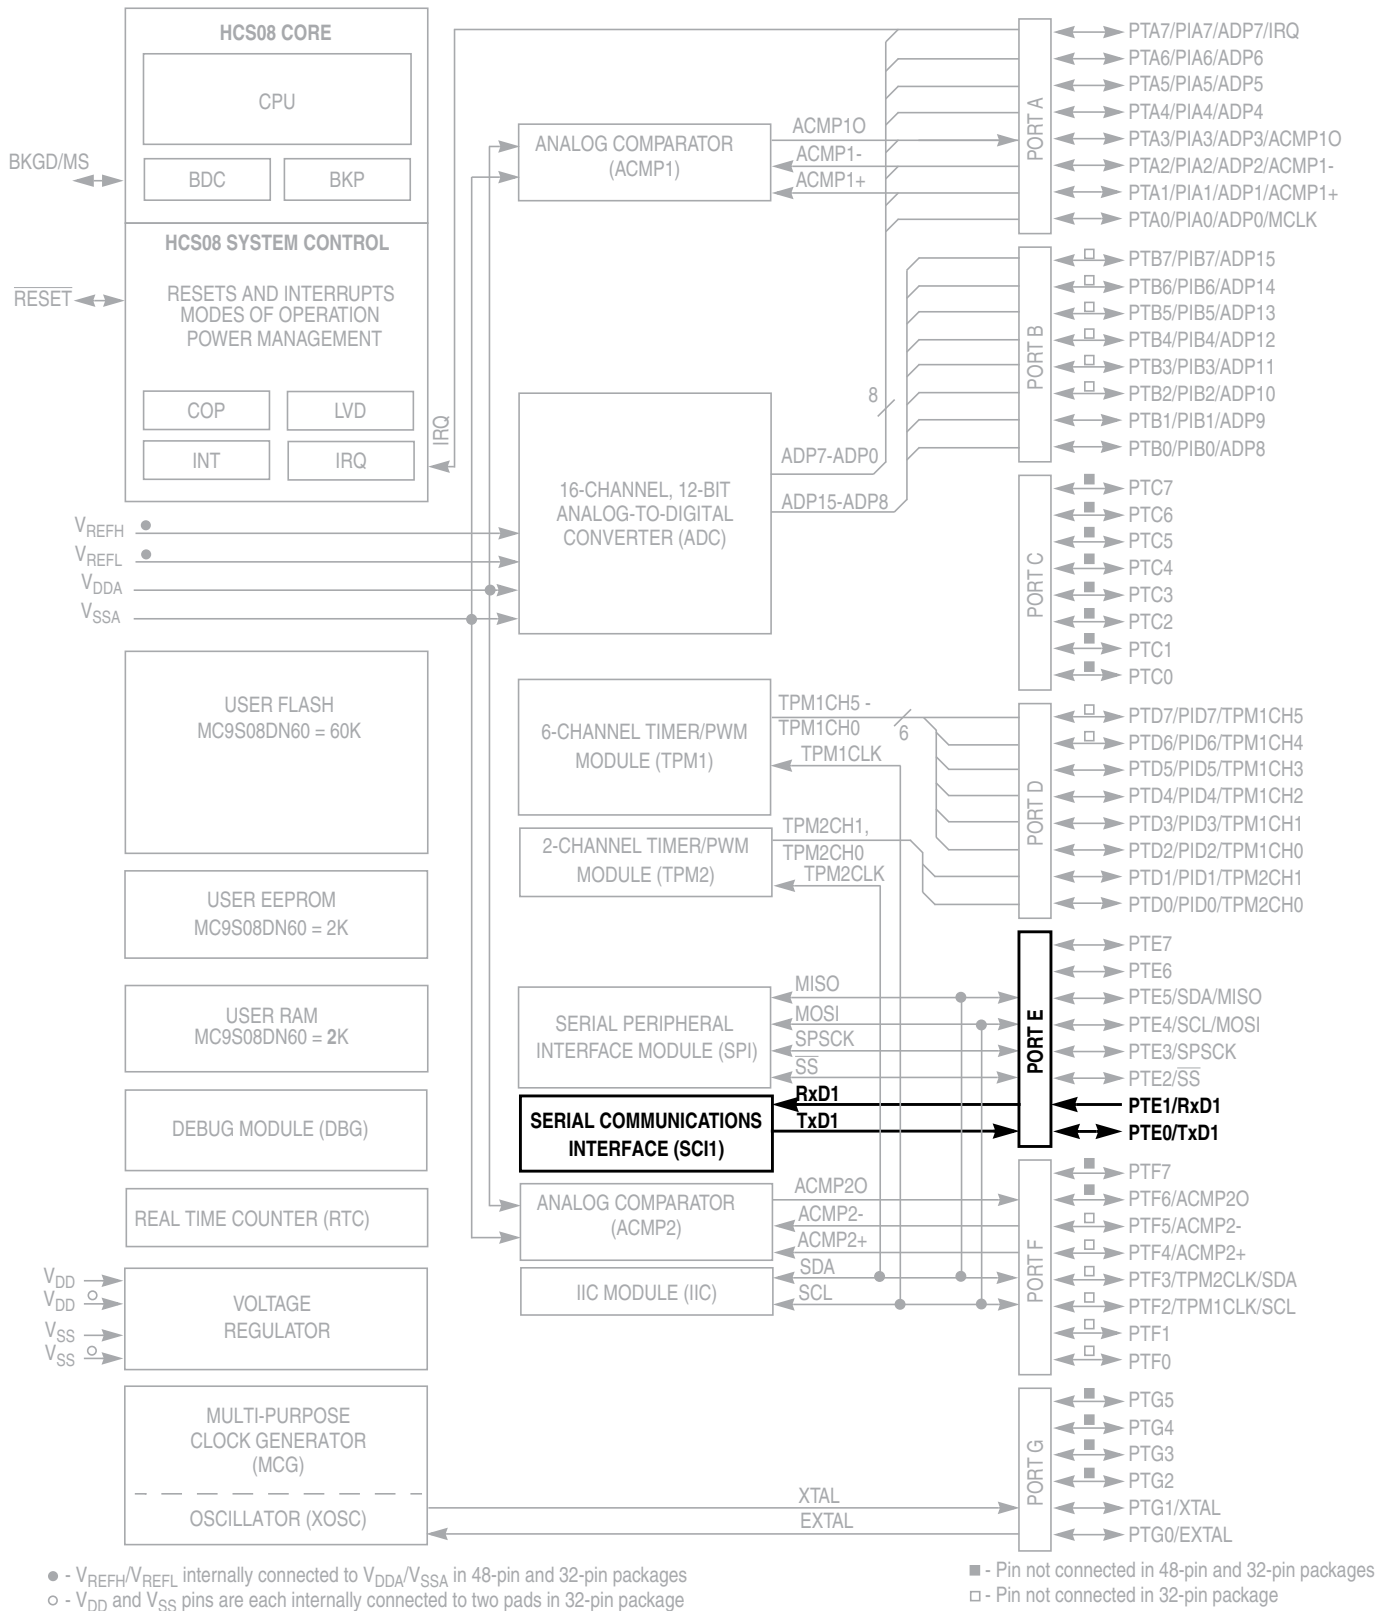 HCS08 CORE
CPU
BDC
BKP
BKGD/MS
HCS08 SYSTEM CONTROL
RESETS AND INTERRUPTS
MODES OF OPERATION
POWER MANAGEMENT
RESET
COP
LVD
INT
IRQ
IRQ
VREFH
VREFL
VDDA
VSSA
USER FLASH
MC9S08DN60 = 60K
USER EEPROM
MC9S08DN60 = 2K
USER RAM
MC9S08DN60 = 2K
DEBUG MODULE (DBG)
REAL TIME COUNTER (RTC)
VDD
VDD
VSS
VSS
VOLTAGE
REGULATOR
MULTI-PURPOSE
CLOCK GENERATOR
(MCG)
OSCILLATOR (XOSC)
XTAL
EXTAL
ANALOG COMPARATOR
(ACMP1)
ACMP1O
ACMP1-
ACMP1+
16-CHANNEL, 12-BIT
ANALOG-TO-DIGITAL
CONVERTER (ADC)
8
ADP7-ADP0
ADP15-ADP8
6-CHANNEL TIMER/PWM
MODULE (TPM1)
TPM1CH5 -
TPM1CH0
6
TPM1CLK
2-CHANNEL TIMER/PWM
MODULE (TPM2)
TPM2CH1,
TPM2CH0
TPM2CLK
SERIAL PERIPHERAL
INTERFACE MODULE (SPI)
MISO
MOSI
SPSCK
SS
SERIAL COMMUNICATIONS
INTERFACE (SCI1)
RxD1
TxD1
ANALOG COMPARATOR
(ACMP2)
ACMP2O
ACMP2-
ACMP2+
IIC MODULE (IIC)
SDA
SCL
PORT A
PTA7/PIA7/ADP7/IRQ
PTA6/PIA6/ADP6
PTA5/PIA5/ADP5
PTA4/PIA4/ADP4
PTA3/PIA3/ADP3/ACMP1O
PTA2/PIA2/ADP2/ACMP1-
PTA1/PIA1/ADP1/ACMP1+
PTA0/PIA0/ADP0/MCLK
PORT B
PTB7/PIB7/ADP15
PTB6/PIB6/ADP14
PTB5/PIB5/ADP13
PTB4/PIB4/ADP12
PTB3/PIB3/ADP11
PTB2/PIB2/ADP10
PTB1/PIB1/ADP9
PTB0/PIB0/ADP8
PORT C
PTC7
PTC6
PTC5
PTC4
PTC3
PTC2
PTC1
PTC0
PORT D
PTD7/PID7/TPM1CH5
PTD6/PID6/TPM1CH4
PTD5/PID5/TPM1CH3
PTD4/PID4/TPM1CH2
PTD3/PID3/TPM1CH1
PTD2/PID2/TPM1CH0
PTD1/PID1/TPM2CH1
PTD0/PID0/TPM2CH0
PORT E
PTE7
PTE6
PTE5/SDA/MISO
PTE4/SCL/MOSI
PTE3/SPSCK
PTE2/SS
PTE1/RxD1
PTE0/TxD1
PORT F
PTF7
PTF6/ACMP2O
PTF5/ACMP2-
PTF4/ACMP2+
PTF3/TPM2CLK/SDA
PTF2/TPM1CLK/SCL
PTF1
PTF0
PORT G
PTG5
PTG4
PTG3
PTG2
PTG1/XTAL
PTG0/EXTAL
● - VREFH/VREFL internally connected to VDDA/VSSA in 48-pin and 32-pin packages
○ - VDD and VSS pins are each internally connected to two pads in 32-pin package
■ - Pin not connected in 48-pin and 32-pin packages
□ - Pin not connected in 32-pin package